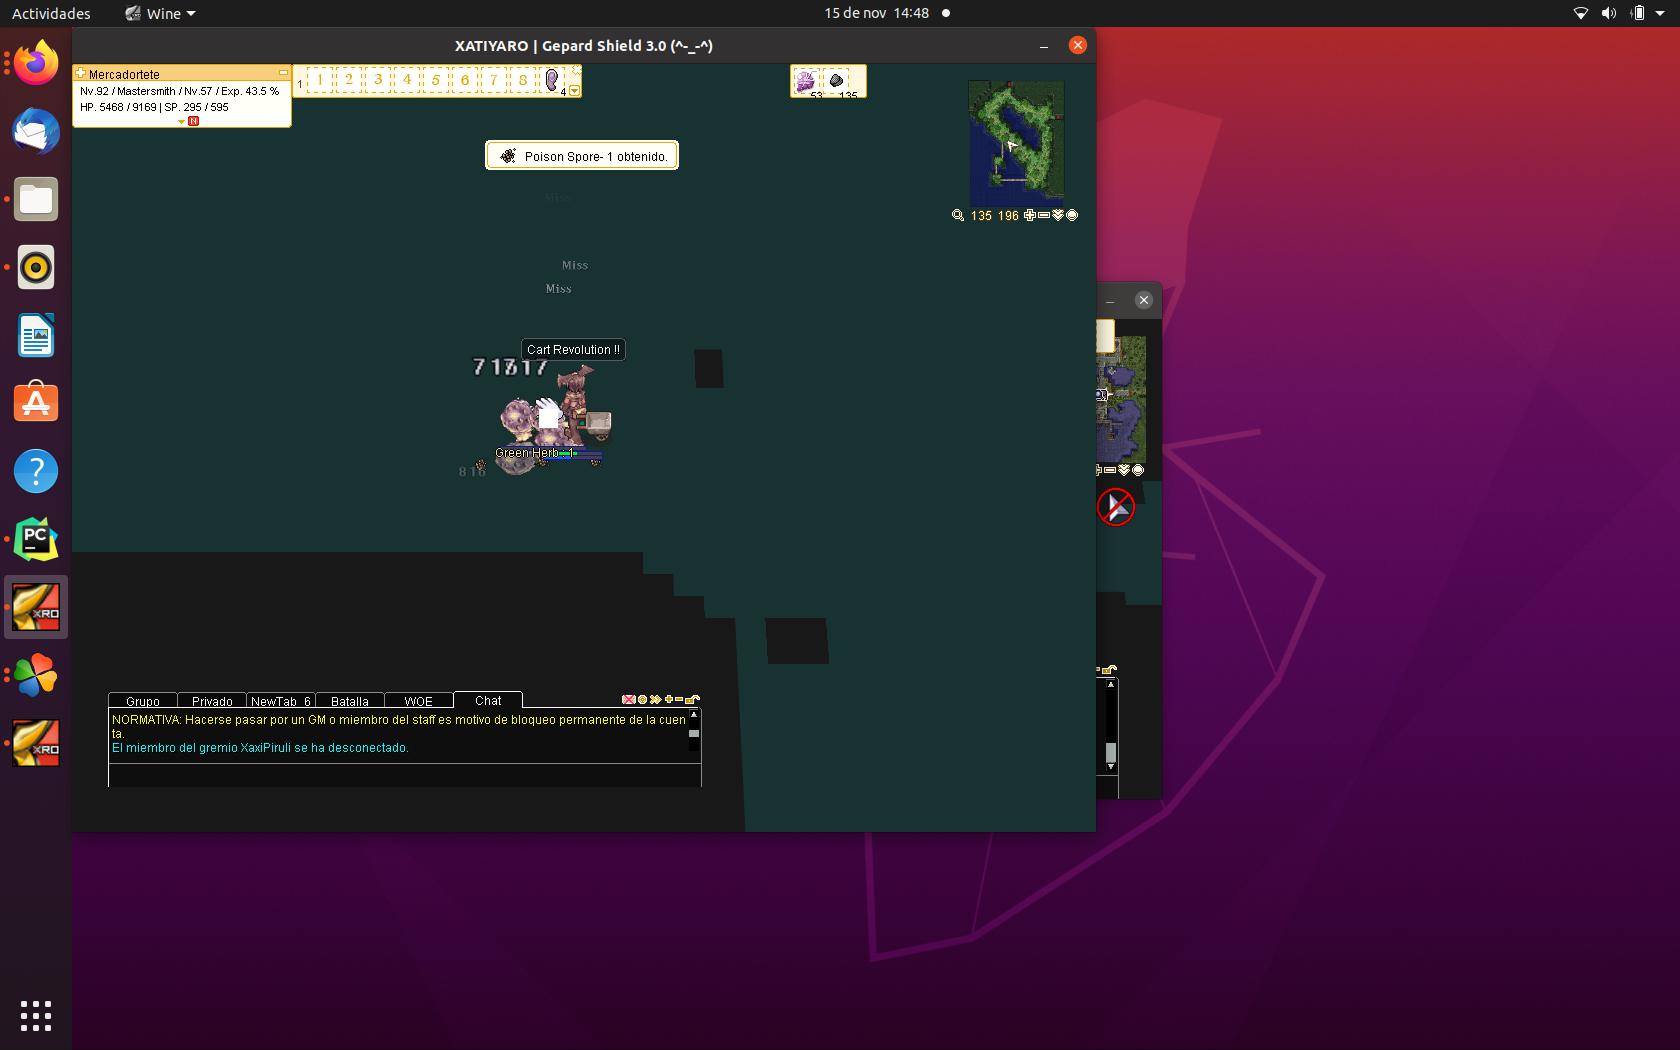 Actividades
Wine
15 de nov 14:48
XATIYARO | Gepard Shield 3.0 (^-_-^)
Mercadortete
Nv.92 / Mastersmith / Nv.57 / Exp. 43.5 %
HP. 5468 / 9169 | SP. 295 / 595
N
1 1 2 3 4 5 6 7 8 4
53 135
Poison Spore- 1 obtenido.
135 196
Miss
Miss
Miss
Cart Revolution !!
Green Herb
816
PC
XRO
XRO
Grupo Privado NewTab 6 Batalla WOE Chat
NORMATIVA: Hacerse pasar por un GM o miembro del staff es motivo de bloqueo permanente de la cuen
ta.
El miembro del gremio XaxiPiruli se ha desconectado.